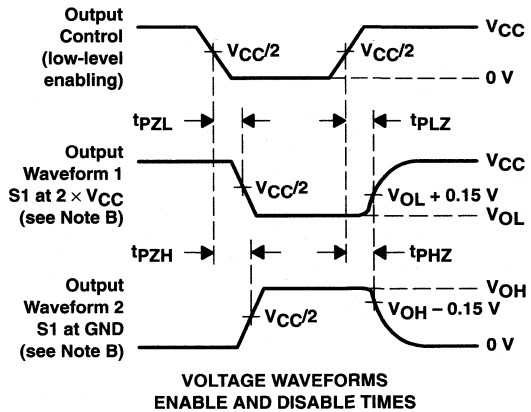 Output
Control
(low-level
enabling)
VCC/2
VCC/2
VCC
0 V
tPZL
tPLZ
Output
Waveform 1
S1 at 2 × VCC
(see Note B)
VCC/2
VCC
VOL + 0.15 V
VOL
tPZH
tPHZ
Output
Waveform 2
S1 at GND
(see Note B)
VCC/2
VOH
VOH − 0.15 V
0 V
VOLTAGE WAVEFORMS
ENABLE AND DISABLE TIMES